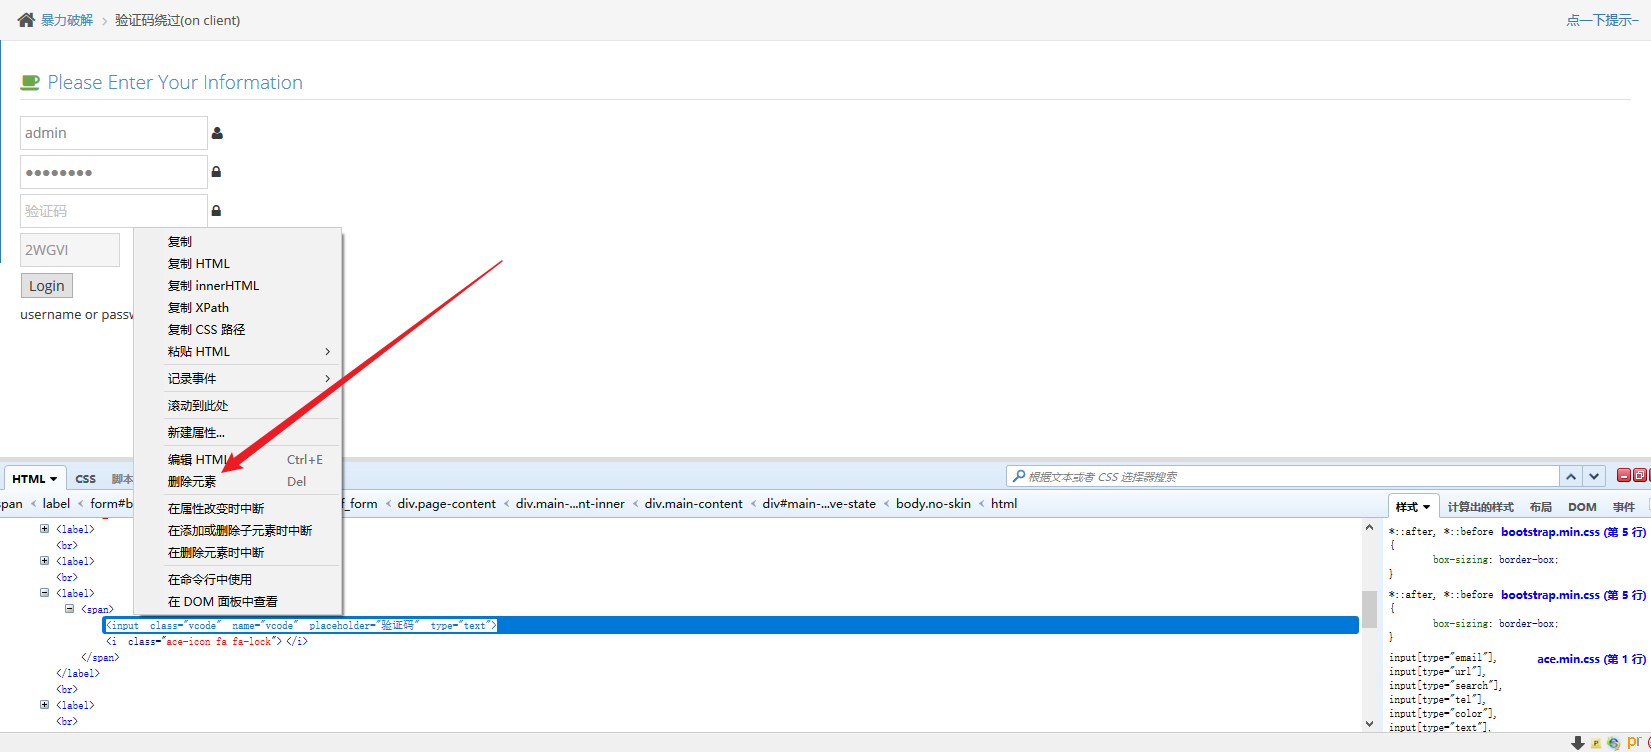 暴力破解 > 验证码绕过(on client)
点一下提示~
Please Enter Your Information
admin
••••••••
验证码
2WGVI
Login
username or passw
复制
复制 HTML
复制 innerHTML
复制 XPath
复制 CSS 路径
粘贴 HTML
记录事件
滚动到此处
新建属性...
编辑 HTML Ctrl+E
删除元素 Del
在属性改变时中断
在添加或删除子元素时中断
在删除元素时中断
在命令行中使用
在 DOM 面板中查看
HTML CSS 脚本
根据文本或者 CSS 选择器搜索
span < label < form#b
f_form < div.page-content < div.main-...nt-inner < div.main-content < div#main-...ve-state < body.no-skin < html
<label>
<br>
<label>
<br>
<label>
<span>
<input class="vcode" name="vcode" placeholder="验证码" type="text">
<i class="ace-icon fa fa-lock"></i>
</span>
</label>
<br>
<label>
<br>
样式 计算出的样式 布局 DOM 事件
*::after, *::before bootstrap.min.css (第 5 行)
{
box-sizing: border-box;
}
*::after, *::before bootstrap.min.css (第 5 行)
{
box-sizing: border-box;
}
input[type="email"], ace.min.css (第 1 行)
input[type="url"],
input[type="search"],
input[type="tel"],
input[type="color"],
input[type="text"],